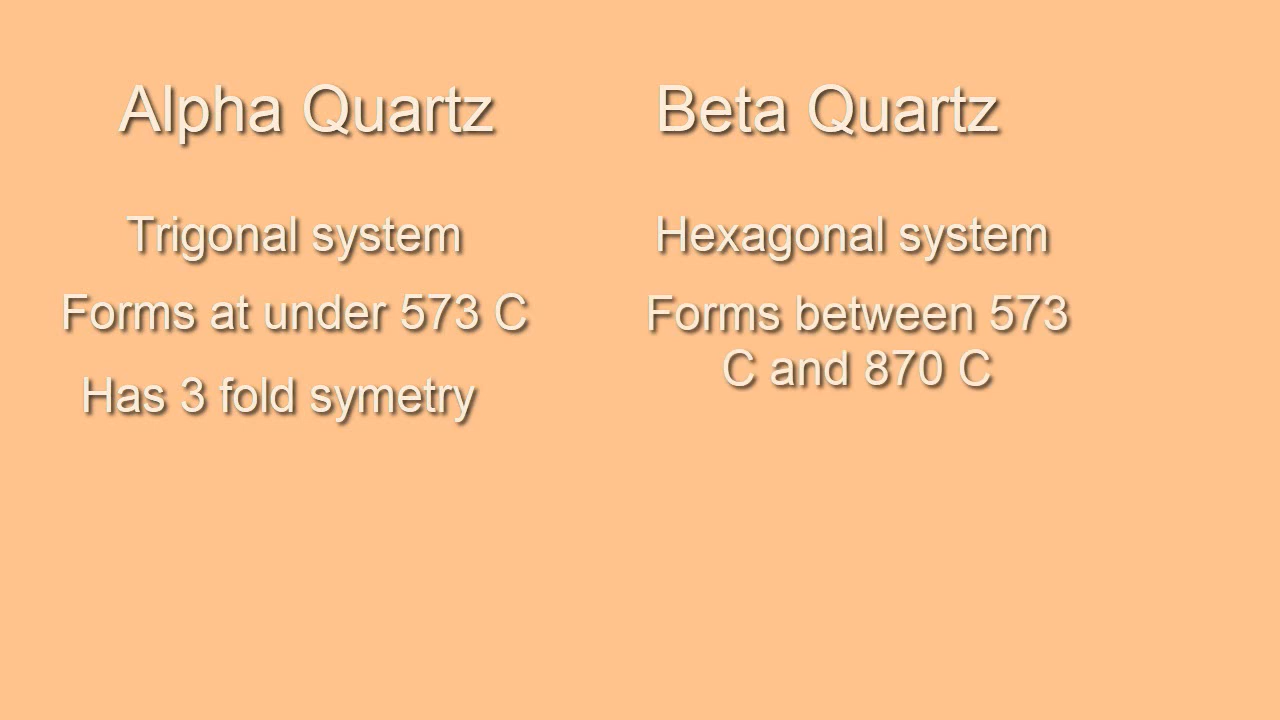 Alpha Quartz
Trigonal system
Forms at under 573 C
Has 3 fold symetry
Beta Quartz
Hexagonal system
Forms between 573
C and 870 C